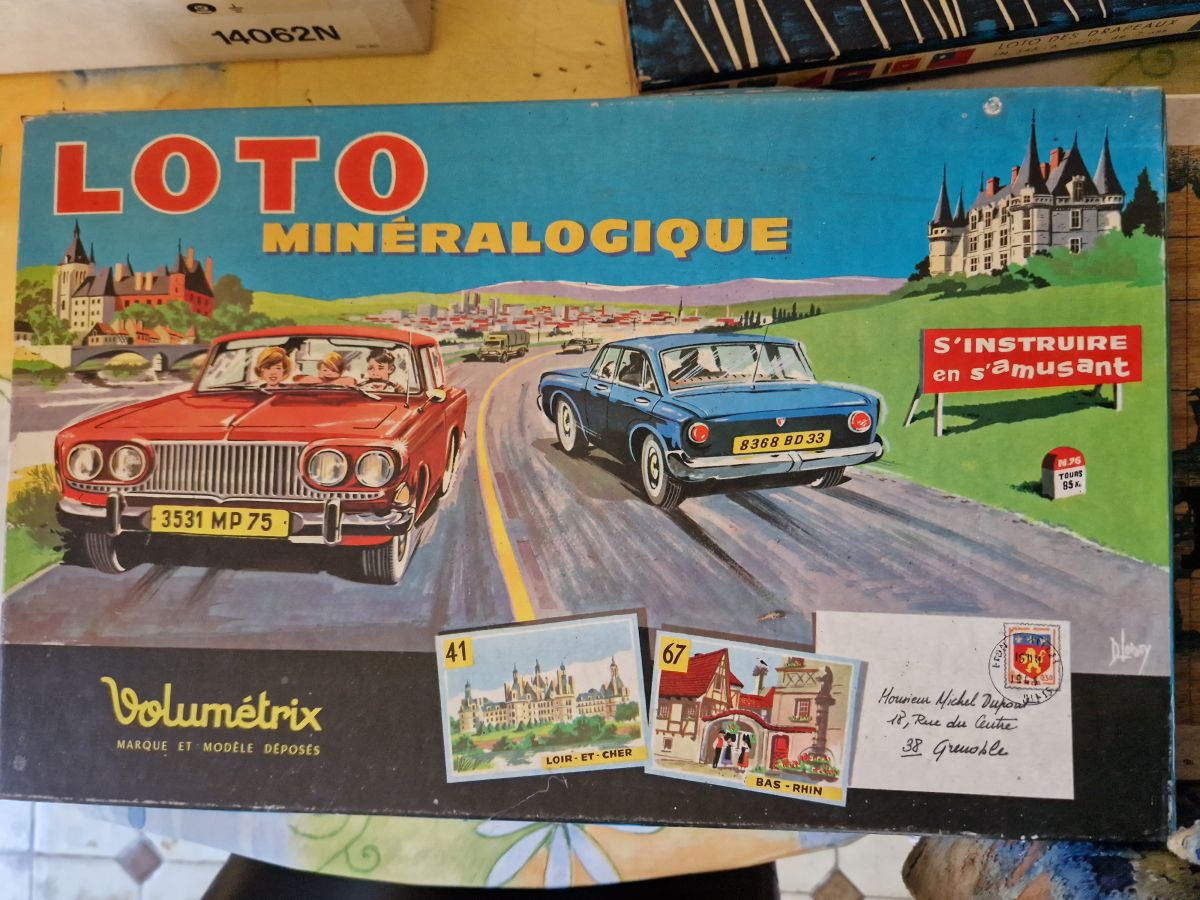 14062N
LOTO DES DRAPEAUX
LOTO
MINÉRALOGIQUE
S'INSTRUIRE
en s'amusant
8368 BD 33
N.76
TOURS
85 K.
3531 MP 75
41
LOIR-ET-CHER
67
BAS-RHIN
D. Leroy
Monsieur Michel Dupont
18, Rue du Centre
38 Grenoble
Volumétrix
MARQUE ET MODÈLE DÉPOSÉS